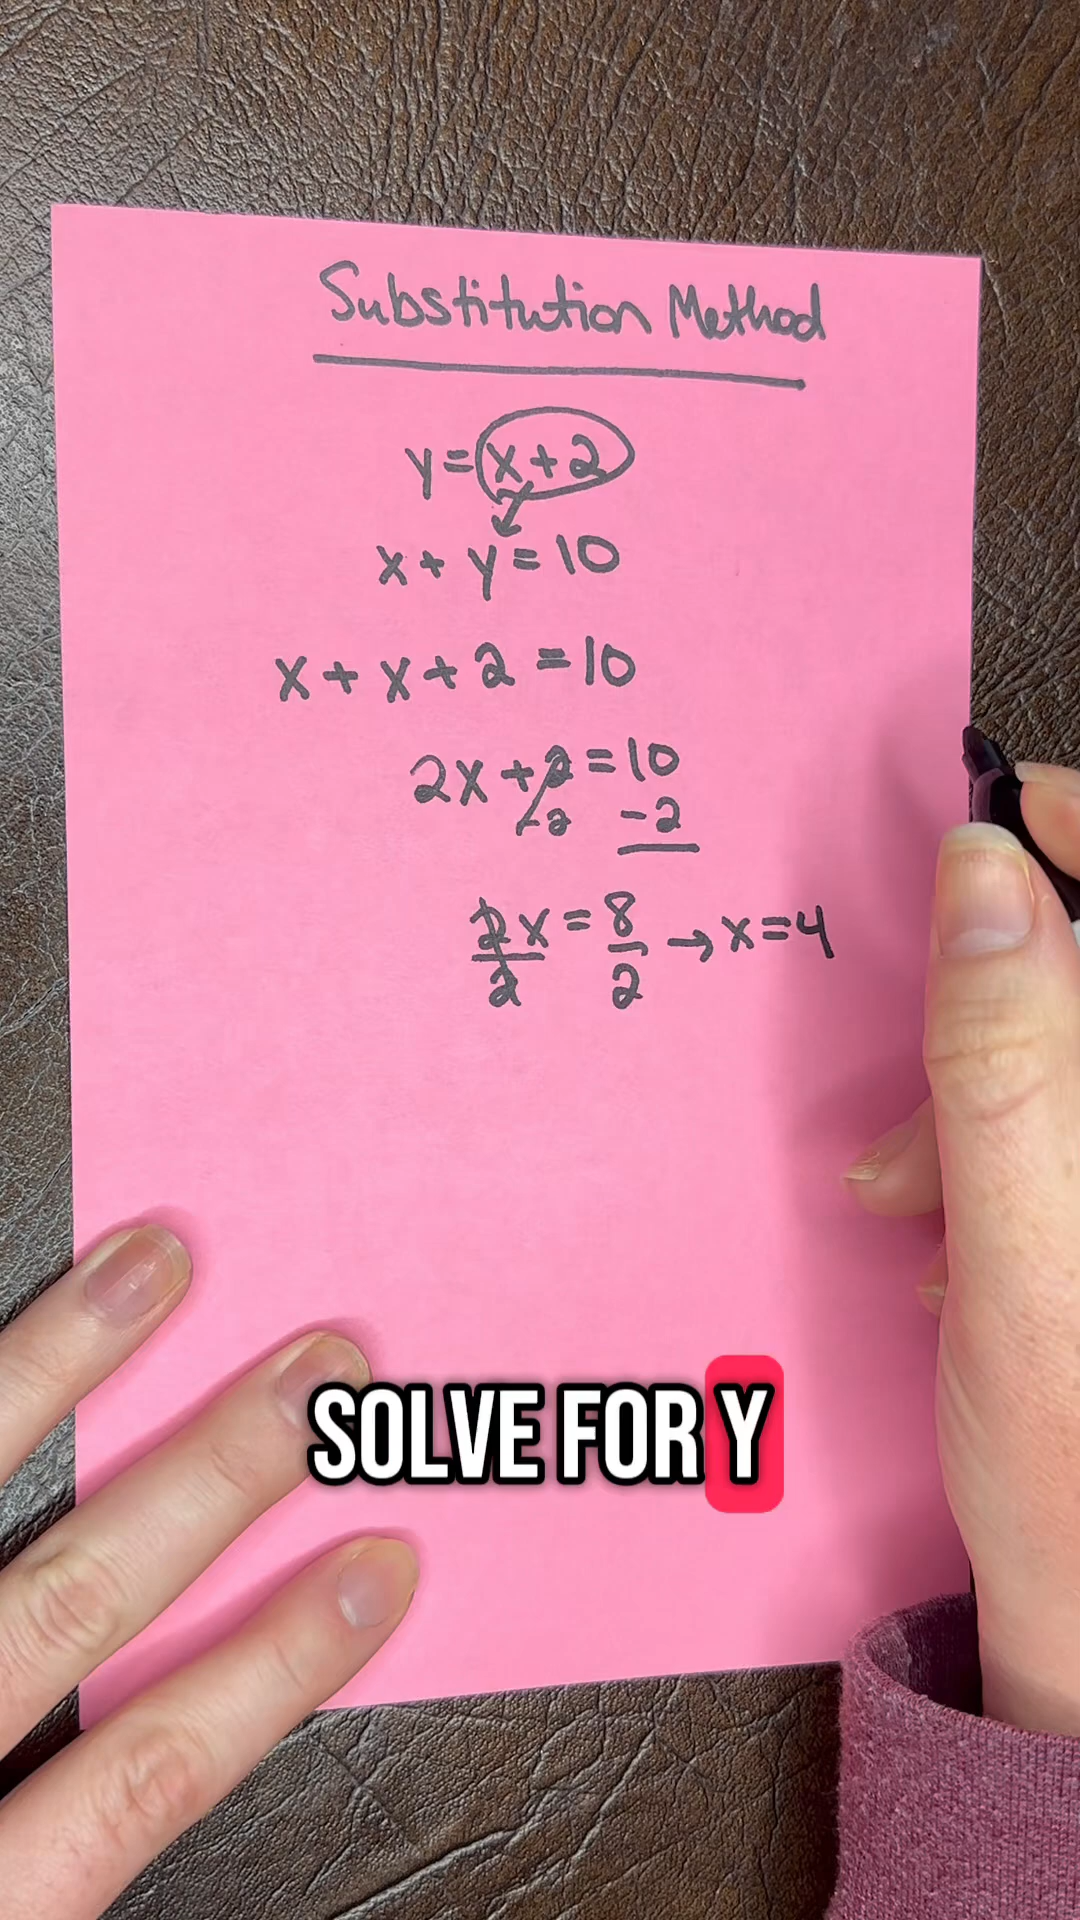 Substitution Method
y=x+2
x+y=10
x+x+2=10
2x+2=10
-2 -2
2x=8→x=4
2 2
SOLVE FOR Y